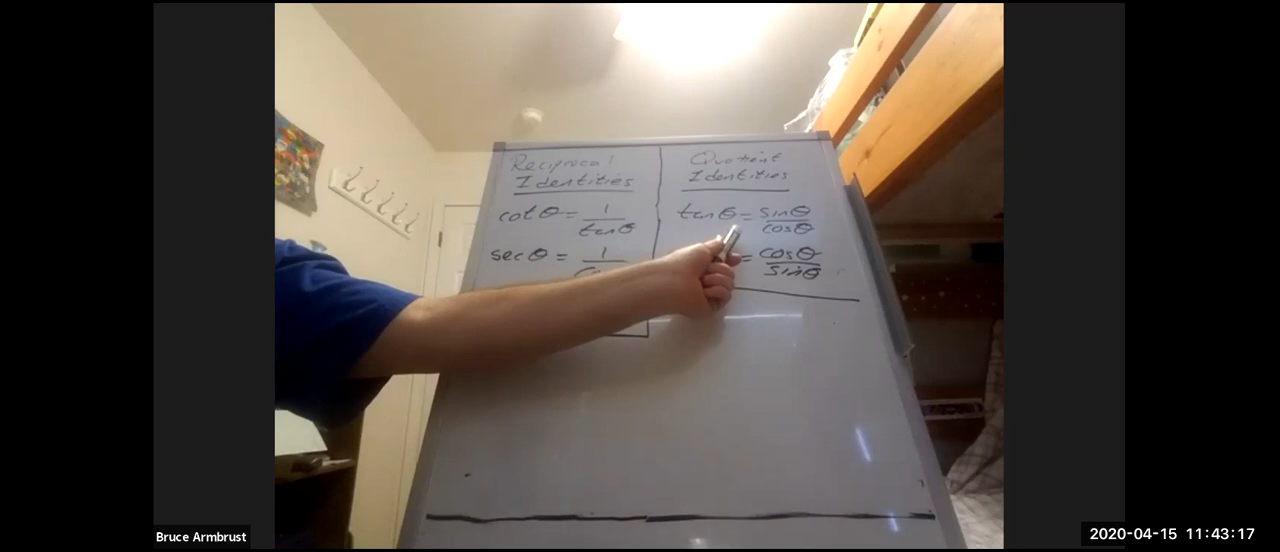 Reciprocal
Identities
cot θ = 1/tan θ
sec θ = 1/
Quotient
Identities
tan θ = sin θ/cos θ
= cos θ/sin θ
Bruce Armbrust
2020-04-15 11:43:17